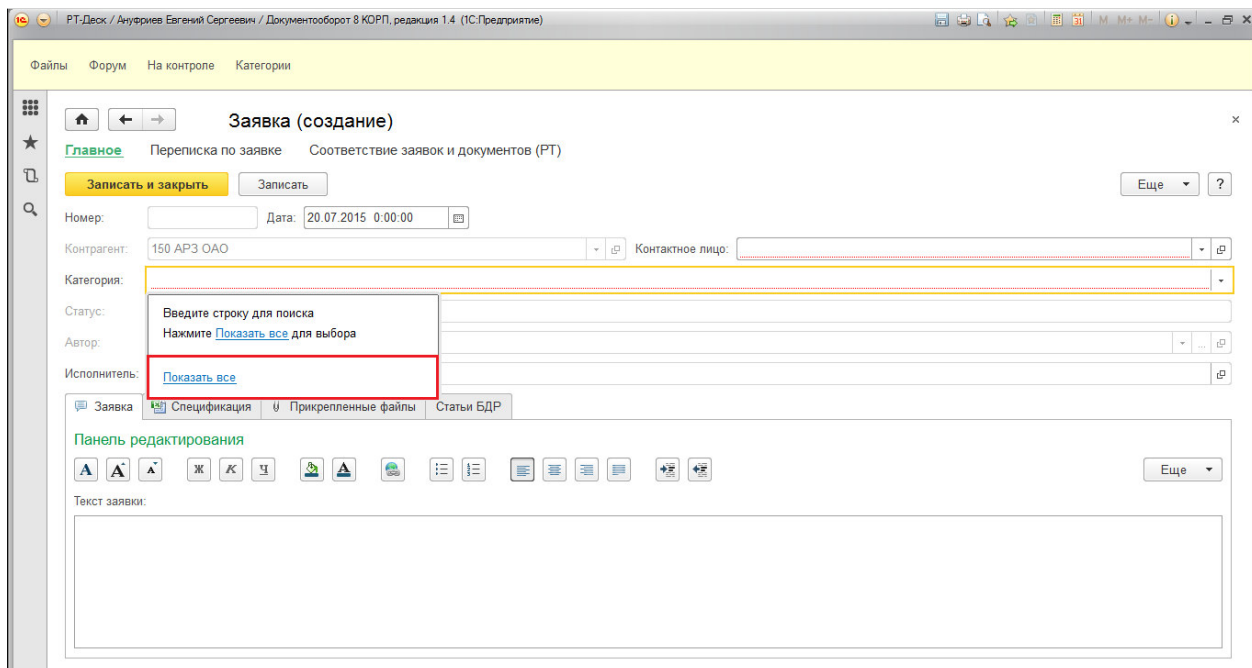 1С РТ-Деск / Ануфриев Евгений Сергеевич / Документооборот 8 КОРП, редакция 1.4 (1С:Предприятие) 31 M M+ M-
Файлы Форум На контроле Категории
Заявка (создание)
Главное Переписка по заявке Соответствие заявок и документов (РТ)
Записать и закрыть Записать Еще ?
Номер: Дата: 20.07.2015 0:00:00
Контрагент: 150 АРЗ ОАО Контактное лицо:
Категория:
Статус:
Введите строку для поиска
Нажмите Показать все для выбора
Автор:
Исполнитель:
Показать все
Заявка Спецификация Прикрепленные файлы Статьи БДР
Панель редактирования
А А А Ж К Ч А Еще
Текст заявки: